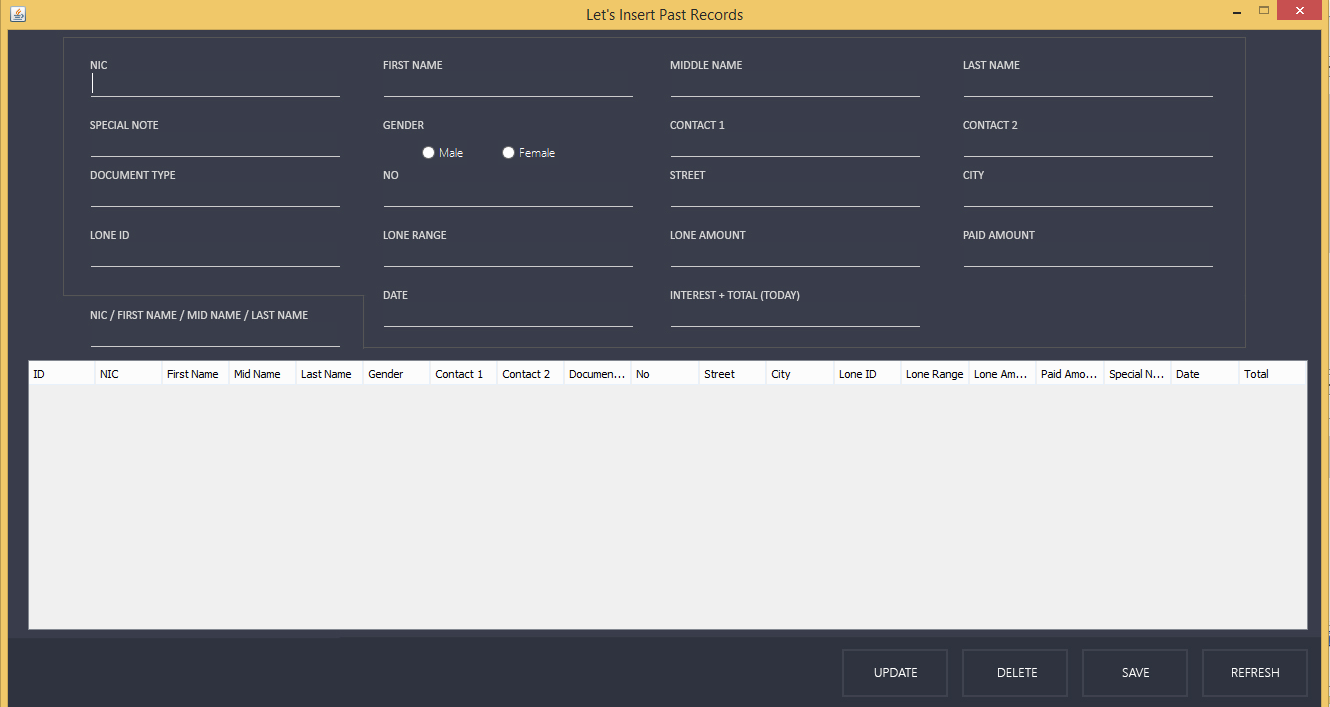 Let's Insert Past Records
NIC FIRST NAME MIDDLE NAME LAST NAME
SPECIAL NOTE GENDER CONTACT 1 CONTACT 2
Male Female
DOCUMENT TYPE NO STREET CITY
LONE ID LONE RANGE LONE AMOUNT PAID AMOUNT
DATE INTEREST + TOTAL (TODAY)
NIC / FIRST NAME / MID NAME / LAST NAME
ID NIC First Name Mid Name Last Name Gender Contact 1 Contact 2 Documen... No Street City Lone ID Lone Range Lone Am... Paid Amo... Special N... Date Total
UPDATE DELETE SAVE REFRESH